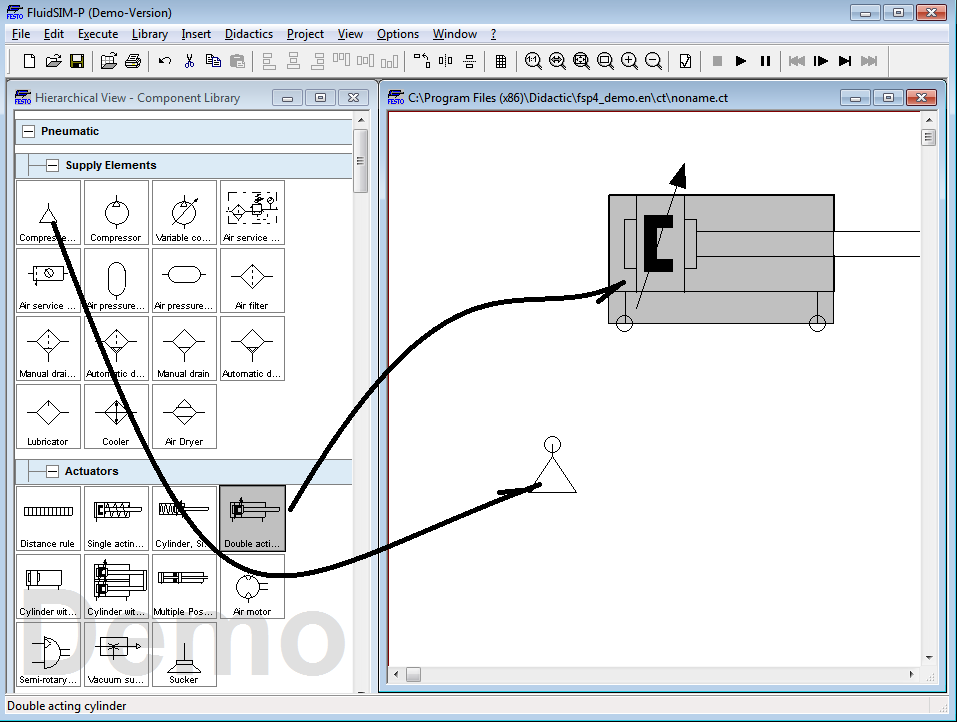 FluidSIM-P (Demo-Version)
File Edit Execute Library Insert Didactics Project View Options Window ?
Hierarchical View - Component Library
C:\Program Files (x86)\Didactic\fsp4_demo.en\ct\noname.ct
Pneumatic
Supply Elements
Compresse... Compressor Variable co... Air service ...
Air service ... Air pressure... Air pressure... Air filter
Manual drai... Automatic d... Manual drain Automatic d...
Lubricator Cooler Air Dryer
Actuators
Distance rule Single actin... Cylinder, Si... Double acti...
Cylinder wit... Cylinder wit... Multiple Pos... Air motor
Semi-rotary... Vacuum su... Sucker
Demo
Double acting cylinder